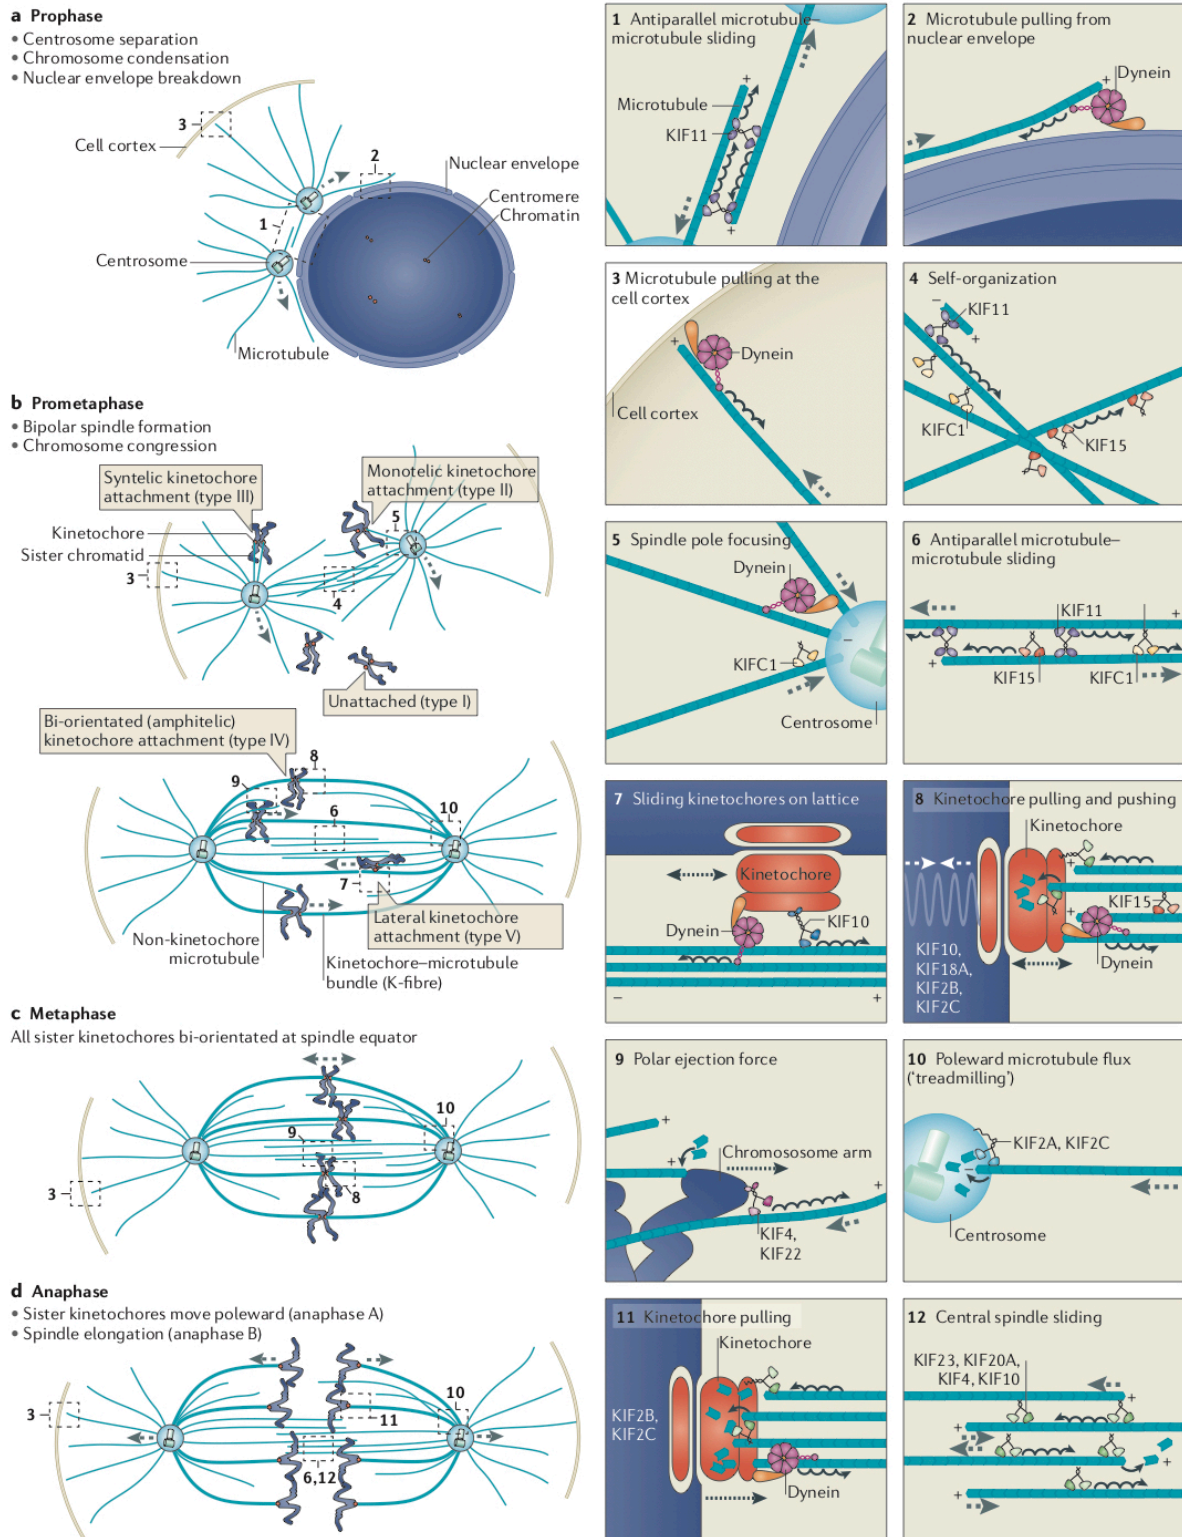 a Prophase
• Centrosome separation
• Chromosome condensation
• Nuclear envelope breakdown
3
Cell cortex
2
Nuclear envelope
Centromere
Chromatin
1
Centrosome
Microtubule
b Prometaphase
• Bipolar spindle formation
• Chromosome congression
Syntelic kinetochore
attachment (type III)
Monotelic kinetochore
attachment (type II)
Kinetochore
Sister chromatid
5
3
4
Unattached (type I)
Bi-orientated (amphitelic)
kinetochore attachment (type IV)
8
9
10
6
7
Lateral kinetochore
attachment (type V)
Non-kinetochore
microtubule
Kinetochore–microtubule
bundle (K-fibre)
c Metaphase
All sister kinetochores bi-orientated at spindle equator
10
9
3
8
d Anaphase
• Sister kinetochores move poleward (anaphase A)
• Spindle elongation (anaphase B)
10
3
11
6,12
1 Antiparallel microtubule–
microtubule sliding
+
Microtubule
KIF11
+
2 Microtubule pulling from
nuclear envelope
+
Dynein
3 Microtubule pulling at the
cell cortex
+
Dynein
Cell cortex
4 Self-organization
–
KIF11
+
KIFC1
KIF15
5 Spindle pole focusing
Dynein
–
KIFC1
Centrosome
6 Antiparallel microtubule–
microtubule sliding
KIF11
+
+
KIF15
KIFC1
7 Sliding kinetochores on lattice
Kinetochore
KIF10
Dynein
–
+
8 Kinetochore pulling and pushing
Kinetochore
+
KIF15
+
KIF10,
KIF18A,
KIF2B,
KIF2C
Dynein
9 Polar ejection force
+
Chromososome arm
+
+
KIF4,
KIF22
10 Poleward microtubule flux
(‘treadmilling’)
KIF2A, KIF2C
–
Centrosome
11 Kinetochore pulling
Kinetochore
+
KIF2B,
KIF2C
Dynein
12 Central spindle sliding
KIF23, KIF20A,
KIF4, KIF10
+
+
+
+